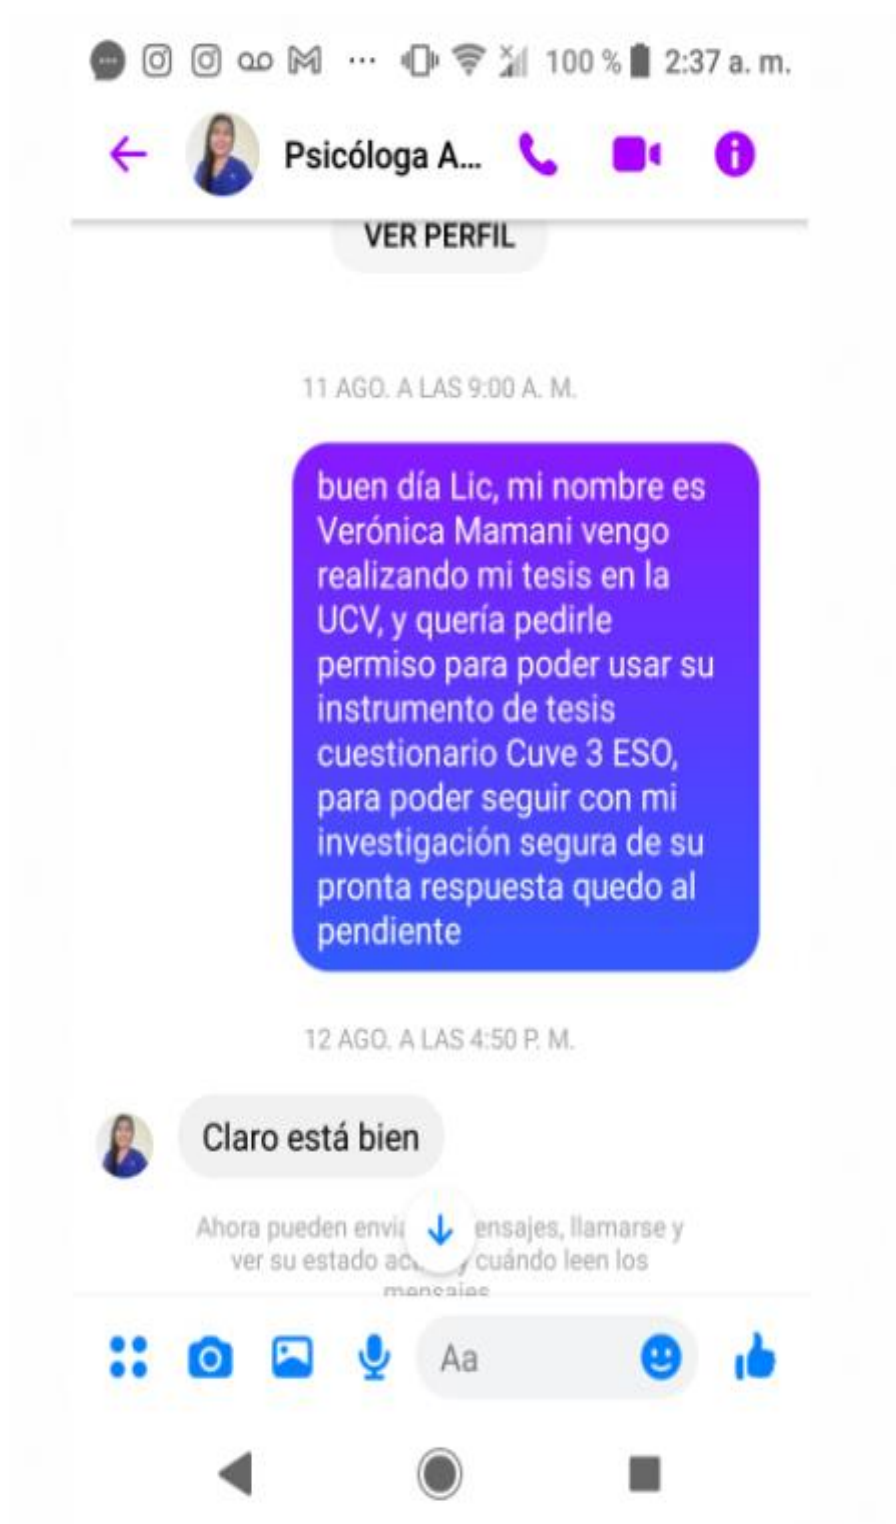 100 % 2:37 a. m.
Psicóloga A...
VER PERFIL
11 AGO. A LAS 9:00 A. M.
buen día Lic, mi nombre es
Verónica Mamani vengo
realizando mi tesis en la
UCV, y quería pedirle
permiso para poder usar su
instrumento de tesis
cuestionario Cuve 3 ESO,
para poder seguir con mi
investigación segura de su
pronta respuesta quedo al
pendiente
12 AGO. A LAS 4:50 P. M.
Claro está bien
Ahora pueden llamarse y
ver su estado cuándo leen los
mensajes
Aa